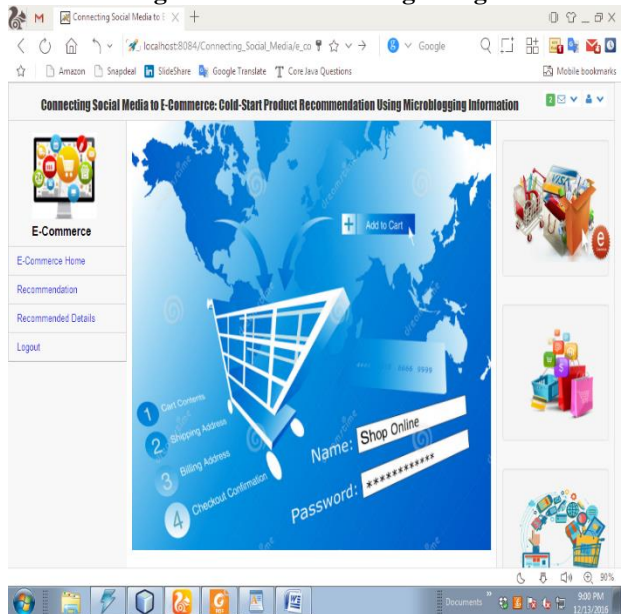 Connecting Social Media to E
localhost:8084/Connecting_Social_Media/e_co
Google
Amazon
Snapdeal
SlideShare
Google Translate
Core Java Questions
Mobile bookmarks
Connecting Social Media to E-Commerce: Cold-Start Product Recommendation Using Microblogging Information
2
E-Commerce
E-Commerce Home
Recommendation
Recommended Details
Logout
+ Add to Cart
1 Cart Contents
2 Shipping Address
3 Billing Address
4 Checkout Confirmation
Name: Shop Online
Password: ************
VISA
e
90%
Documents
9:00 PM
12/13/2016